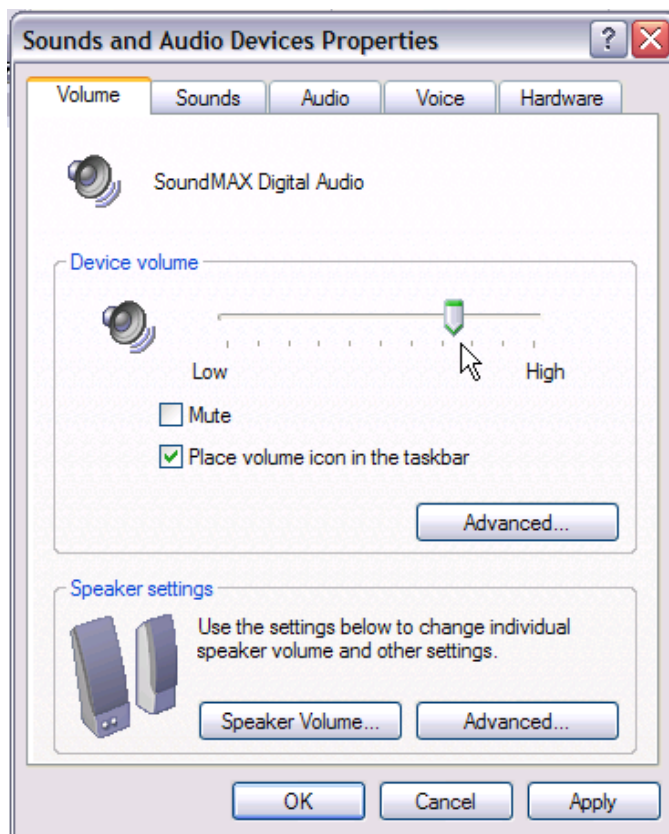 Sounds and Audio Devices Properties
?
Volume Sounds Audio Voice Hardware
SoundMAX Digital Audio
Device volume
Low High
Mute
Place volume icon in the taskbar
Advanced...
Speaker settings
Use the settings below to change individual
speaker volume and other settings.
Speaker Volume... Advanced...
OK Cancel Apply